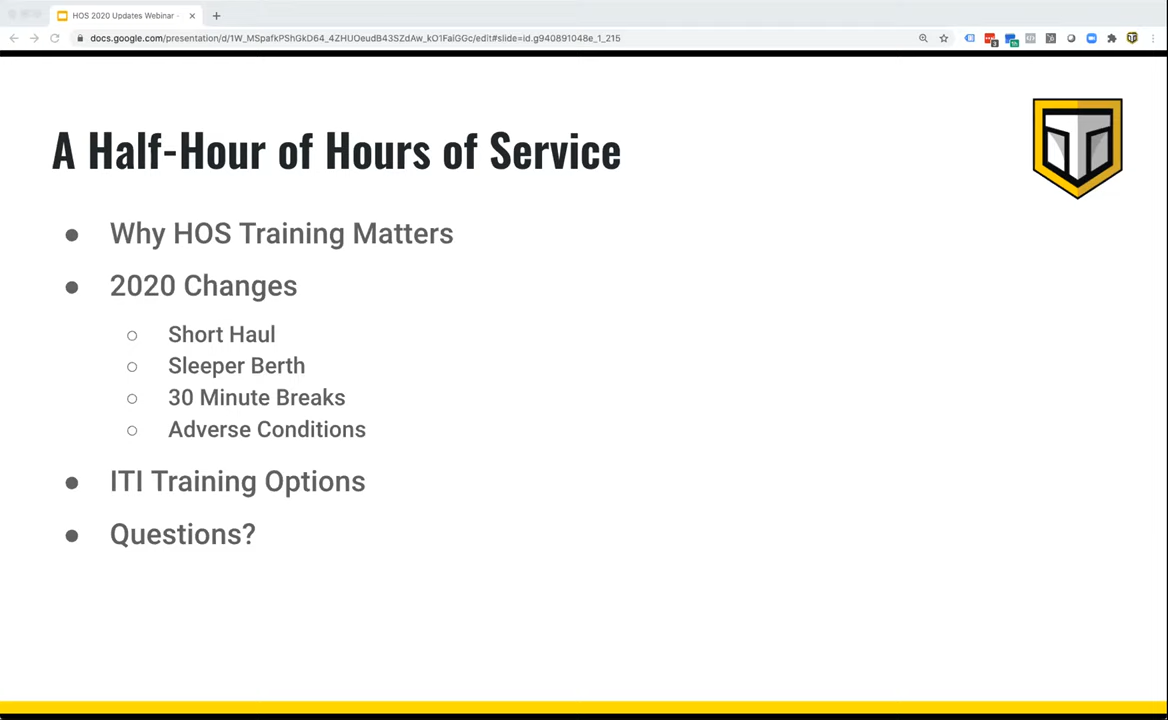 HOS 2020 Updates Webinar -
docs.google.com/presentation/d/1W_MSpafkPShGkD64_4ZHUOeudB43SZdAw_kO1FaiGGc/edit#slide=id.g940891048e_1_215
A Half-Hour of Hours of Service
Why HOS Training Matters
2020 Changes
Short Haul
Sleeper Berth
30 Minute Breaks
Adverse Conditions
ITI Training Options
Questions?